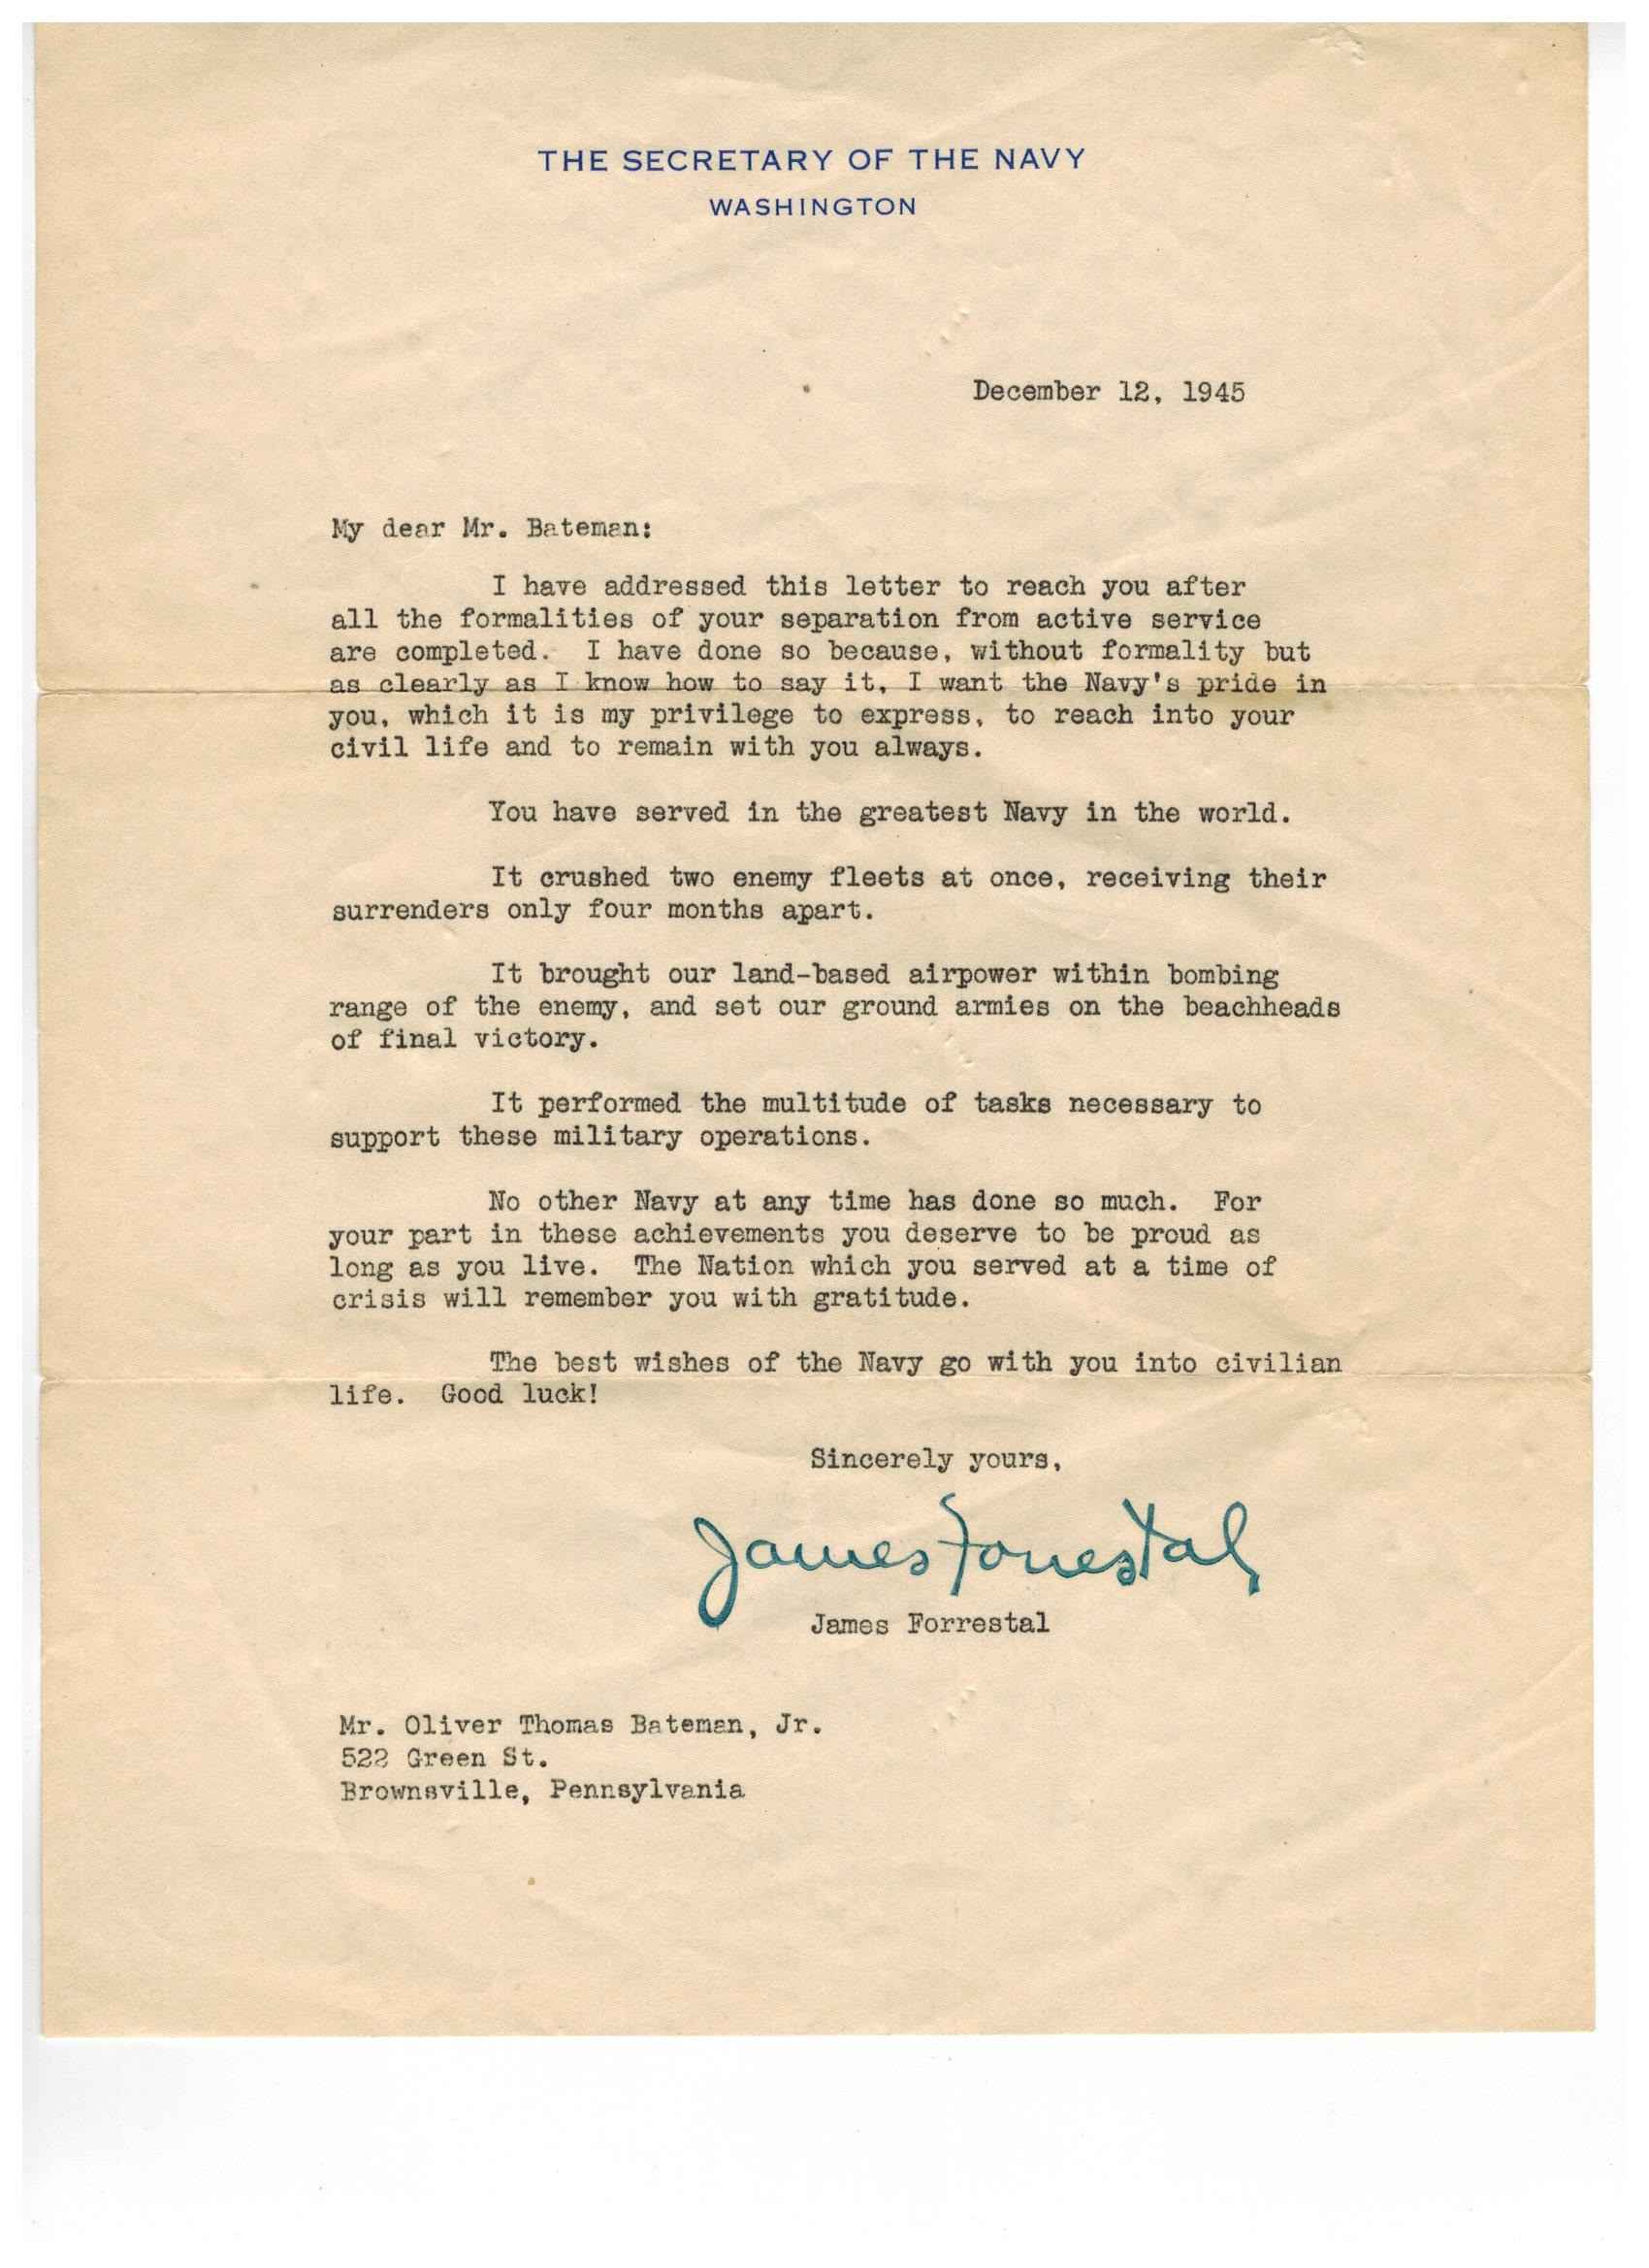 THE SECRETARY OF THE NAVY
WASHINGTON
December 12, 1945
My dear Mr. Bateman:
I have addressed this letter to reach you after
all the formalities of your separation from active service
are completed. I have done so because, without formality but
as clearly as I know how to say it, I want the Navy's pride in
you, which it is my privilege to express, to reach into your
civil life and to remain with you always.
You have served in the greatest Navy in the world.
It crushed two enemy fleets at once, receiving their
surrenders only four months apart.
It brought our land-based airpower within bombing
range of the enemy, and set our ground armies on the beachheads
of final victory.
It performed the multitude of tasks necessary to
support these military operations.
No other Navy at any time has done so much. For
your part in these achievements you deserve to be proud as
long as you live. The Nation which you served at a time of
crisis will remember you with gratitude.
The best wishes of the Navy go with you into civilian
life. Good luck!
Sincerely yours,
James Forrestal
James Forrestal
Mr. Oliver Thomas Bateman, Jr.
522 Green St.
Brownsville, Pennsylvania